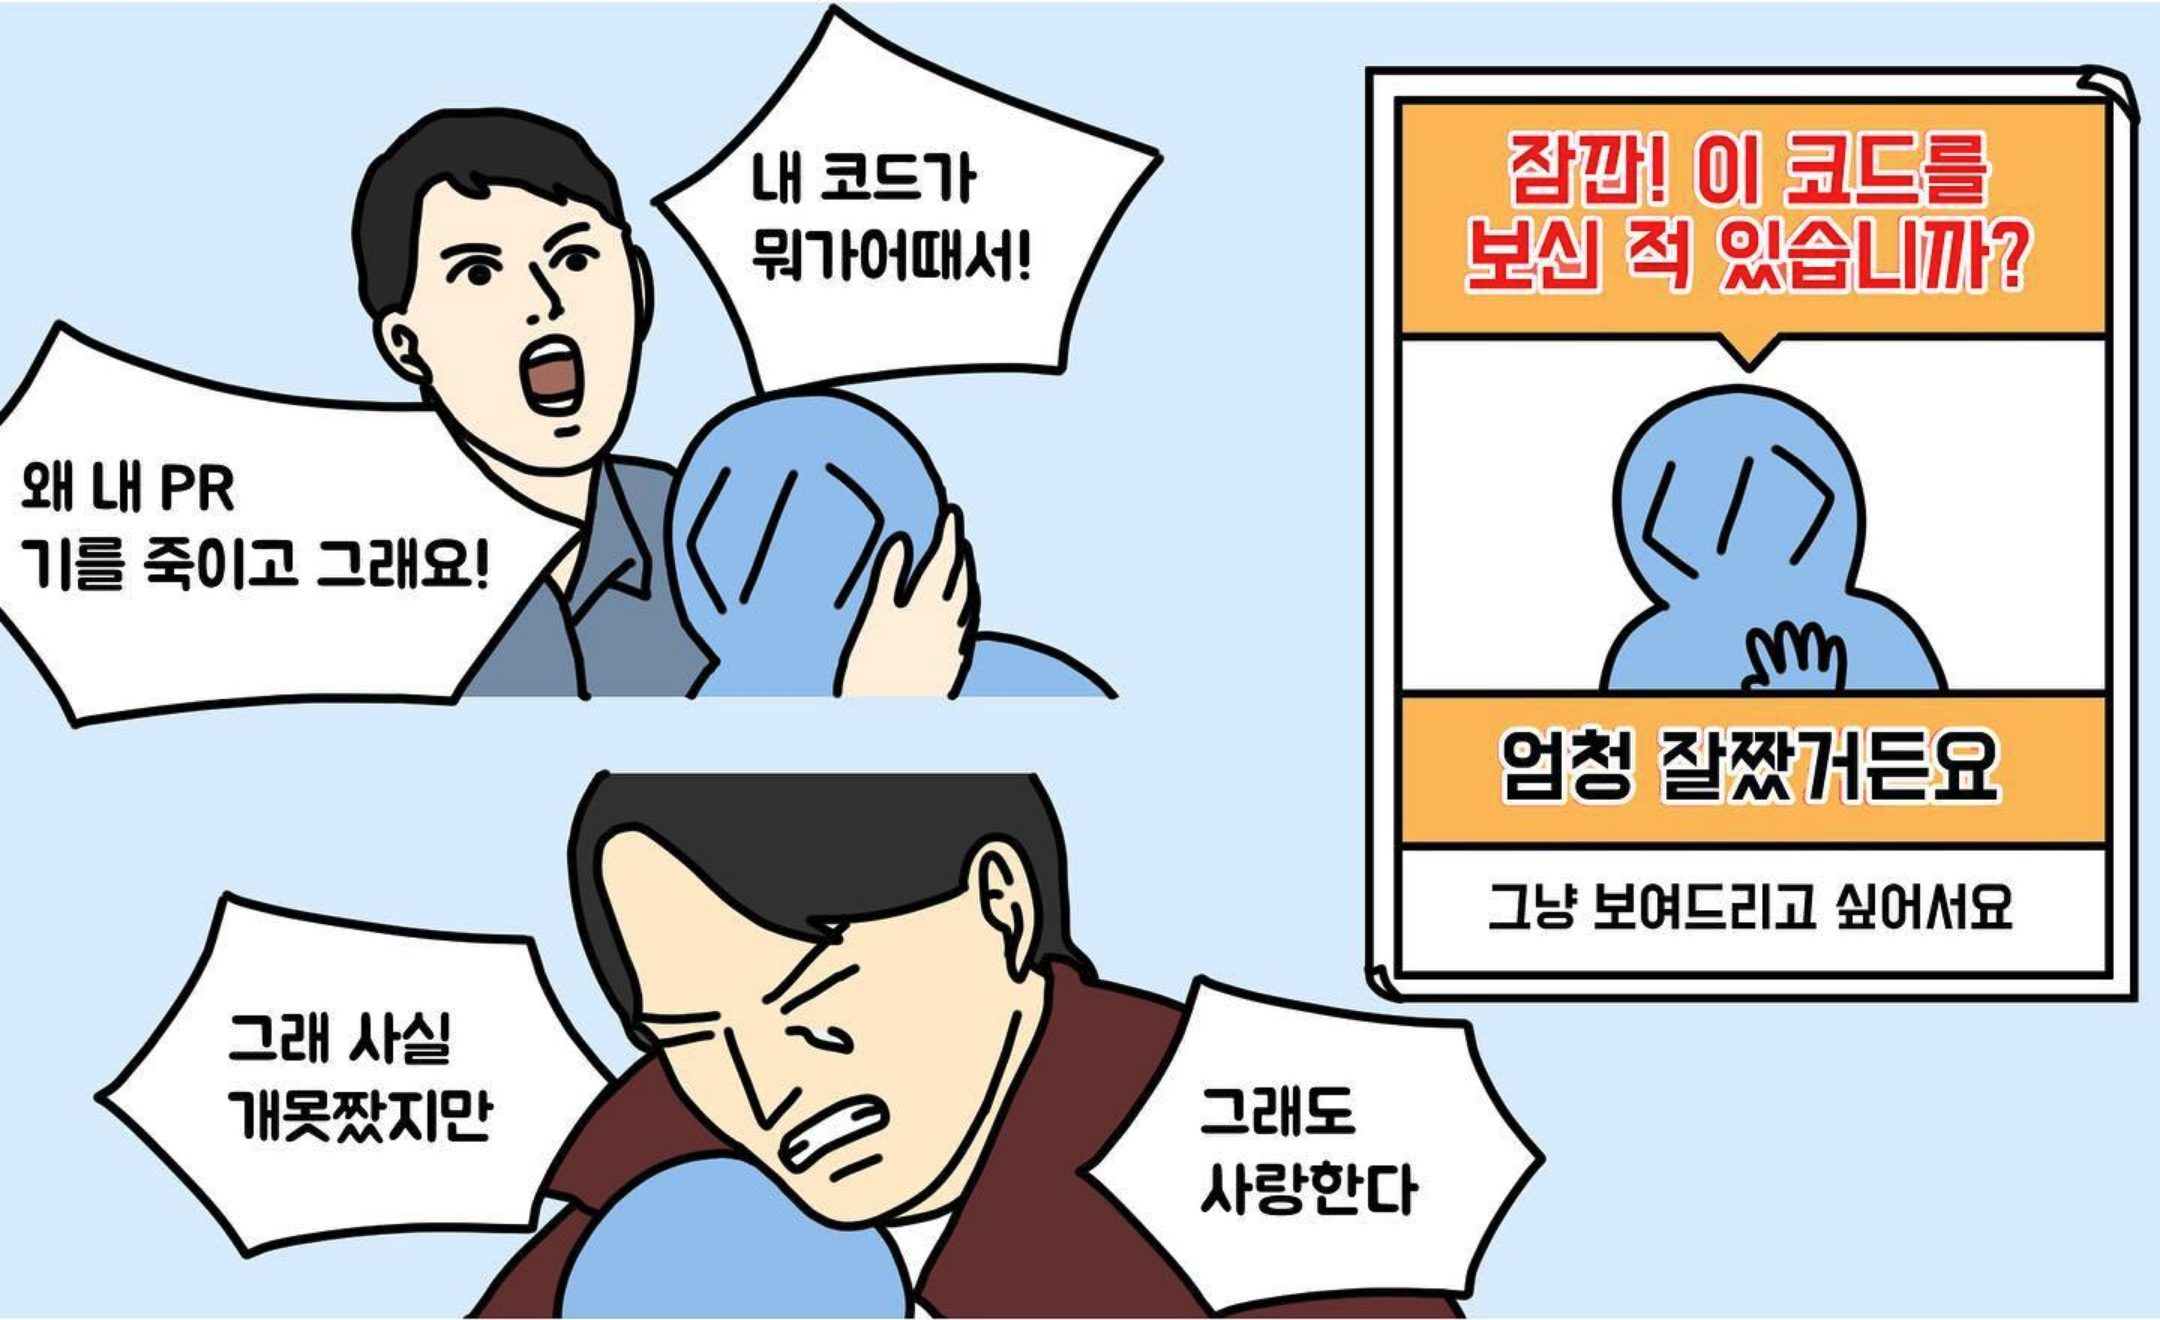 내 코드가
뭐가어때서!
왜 내 PR
기를 죽이고 그래요!
잠깐! 이 코드를
보신 적 있습니까?
</>
엄청 잘짰거든요
그냥 보여드리고 싶어서요
그래 사실
개못짰지만
그래도
사랑한다